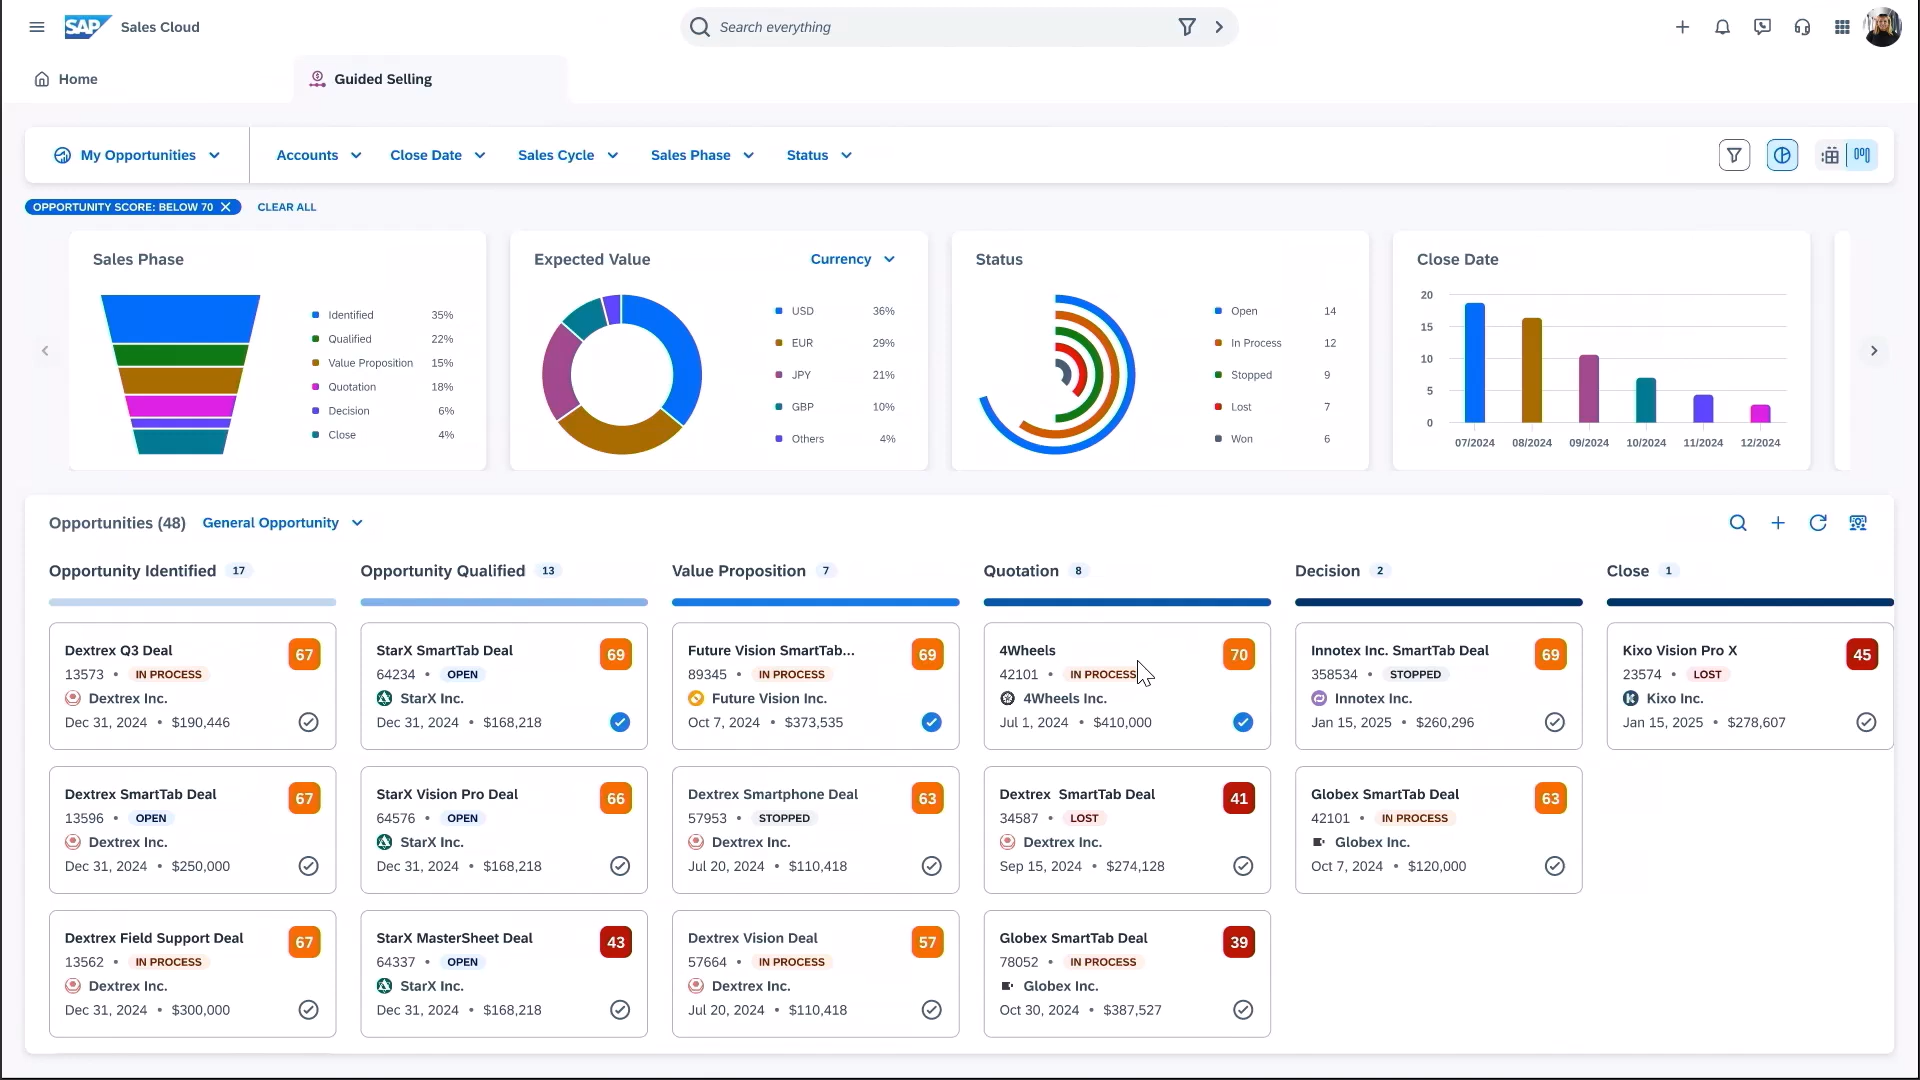 SAP Sales Cloud
Search everything
Home
Guided Selling
My Opportunities
Accounts
Close Date
Sales Cycle
Sales Phase
Status
OPPORTUNITY SCORE: BELOW 70
CLEAR ALL
Sales Phase
Identified 35%
Qualified 22%
Value Proposition 15%
Quotation 18%
Decision 6%
Close 4%
Expected Value
Currency
USD 36%
EUR 29%
JPY 21%
GBP 10%
Others 4%
Status
Open 14
In Process 12
Stopped 9
Lost 7
Won 6
Close Date
20
15
10
5
0
07/2024 08/2024 09/2024 10/2024 11/2024 12/2024
Opportunities (48) General Opportunity
Opportunity Identified 17
Dextrex Q3 Deal 67
13573 • IN PROCESS
Dextrex Inc.
Dec 31, 2024 • $190,446
Dextrex SmartTab Deal 67
13596 • OPEN
Dextrex Inc.
Dec 31, 2024 • $250,000
Dextrex Field Support Deal 67
13562 • IN PROCESS
Dextrex Inc.
Dec 31, 2024 • $300,000
Opportunity Qualified 13
StarX SmartTab Deal 69
64234 • OPEN
StarX Inc.
Dec 31, 2024 • $168,218
StarX Vision Pro Deal 66
64576 • OPEN
StarX Inc.
Dec 31, 2024 • $168,218
StarX MasterSheet Deal 43
64337 • OPEN
StarX Inc.
Dec 31, 2024 • $168,218
Value Proposition 7
Future Vision SmartTab... 69
89345 • IN PROCESS
Future Vision Inc.
Oct 7, 2024 • $373,535
Dextrex Smartphone Deal 63
57953 • STOPPED
Dextrex Inc.
Jul 20, 2024 • $110,418
Dextrex Vision Deal 57
57664 • IN PROCESS
Dextrex Inc.
Jul 20, 2024 • $110,418
Quotation 8
4Wheels 70
42101 • IN PROCESS
4Wheels Inc.
Jul 1, 2024 • $410,000
Dextrex SmartTab Deal 41
34587 • LOST
Dextrex Inc.
Sep 15, 2024 • $274,128
Globex SmartTab Deal 39
78052 • IN PROCESS
Globex Inc.
Oct 30, 2024 • $387,527
Decision 2
Innotex Inc. SmartTab Deal 69
358534 • STOPPED
Innotex Inc.
Jan 15, 2025 • $260,296
Globex SmartTab Deal 63
42101 • IN PROCESS
Globex Inc.
Oct 7, 2024 • $120,000
Close 1
Kixo Vision Pro X 45
23574 • LOST
Kixo Inc.
Jan 15, 2025 • $278,607